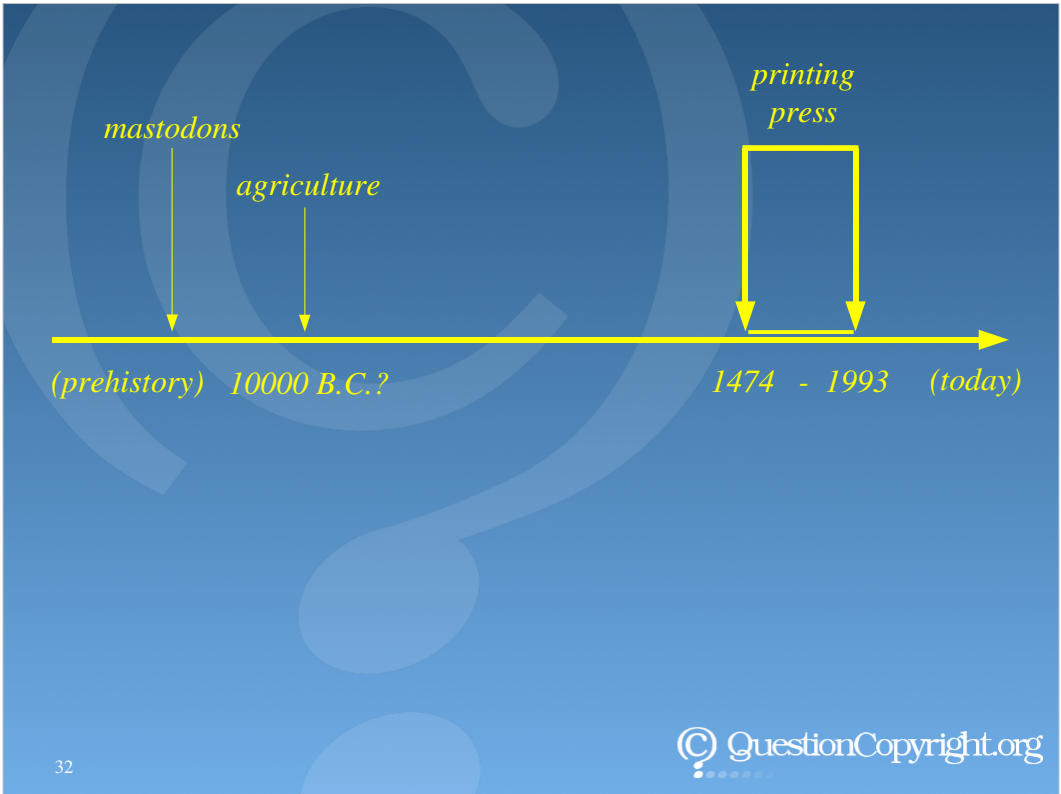 printing
press
mastodons
agriculture
(prehistory) 10000 B.C.? 1474 - 1993 (today)
© QuestionCopyright.org
32